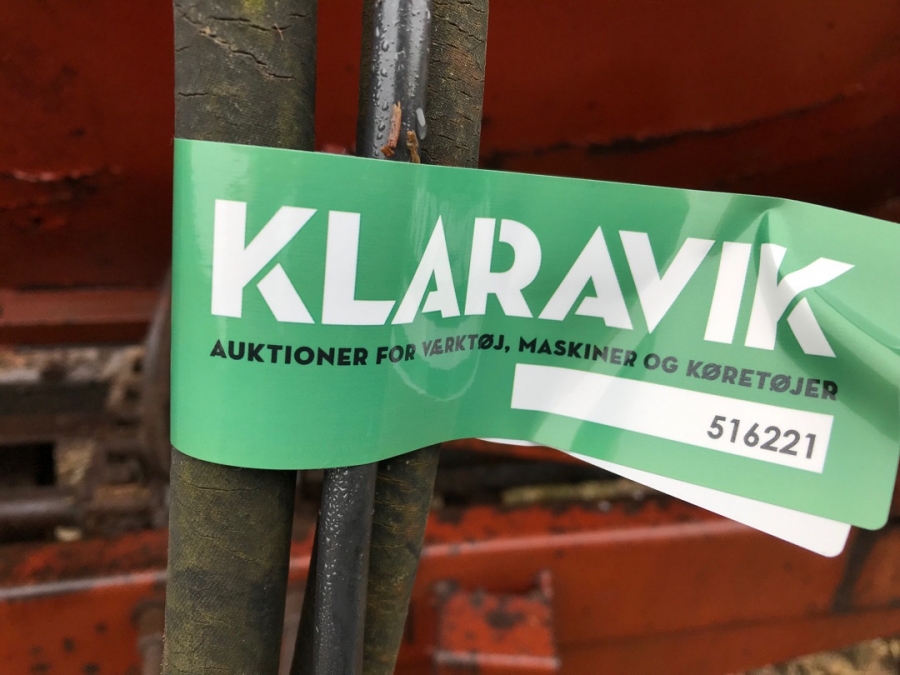 KLARAVIK
AUKTIONER FOR VÆRKTØJ, MASKINER OG KØRETØJER
516221